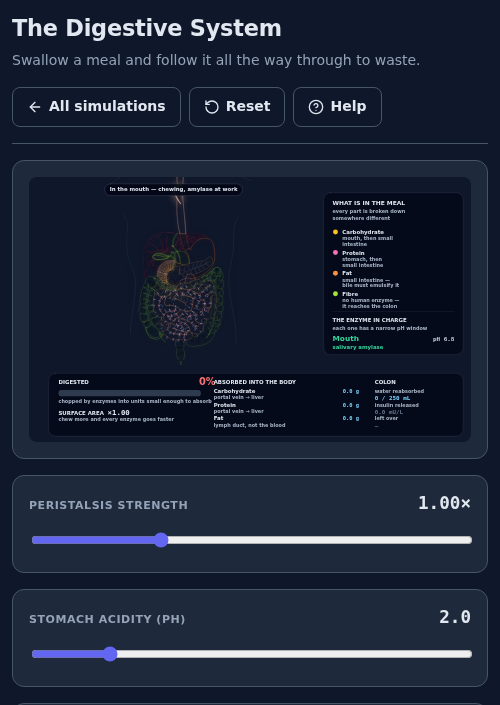 The Digestive System
Swallow a meal and follow it all the way through to waste.
All simulations
Reset
Help
In the mouth — chewing, amylase at work
WHAT IS IN THE MEAL
every part is broken down
somewhere different
Carbohydrate
mouth, then small
intestine
Protein
stomach, then
small intestine
Fat
small intestine —
bile must emulsify it
Fibre
no human enzyme —
it reaches the colon
THE ENZYME IN CHARGE
each one has a narrow pH window
Mouth
pH 6.8
salivary amylase
DIGESTED
0%
chopped by enzymes into units small enough to absorb
SURFACE AREA ×1.00
chew more and every enzyme goes faster
ABSORBED INTO THE BODY
Carbohydrate
0.0 g
portal vein → liver
Protein
0.0 g
portal vein → liver
Fat
0.0 g
lymph duct, not the blood
COLON
water reabsorbed
0 / 250 mL
insulin released
0.0 mU/L
left over
—
PERISTALSIS STRENGTH
1.00×
STOMACH ACIDITY (PH)
2.0